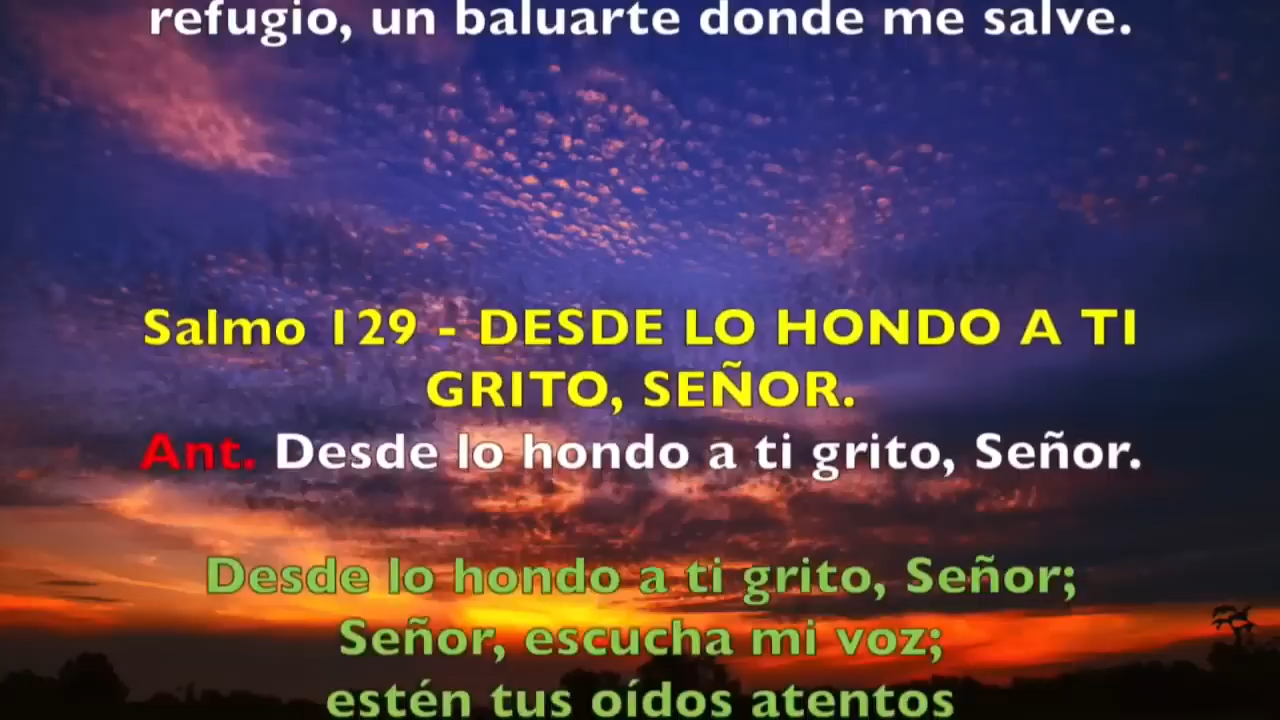 refugio, un baluarte donde me salve.
Salmo 129 - DESDE LO HONDO A TI
GRITO, SEÑOR.
Ant. Desde lo hondo a ti grito, Señor.
Desde lo hondo a ti grito, Señor;
Señor, escucha mi voz;
estén tus oídos atentos